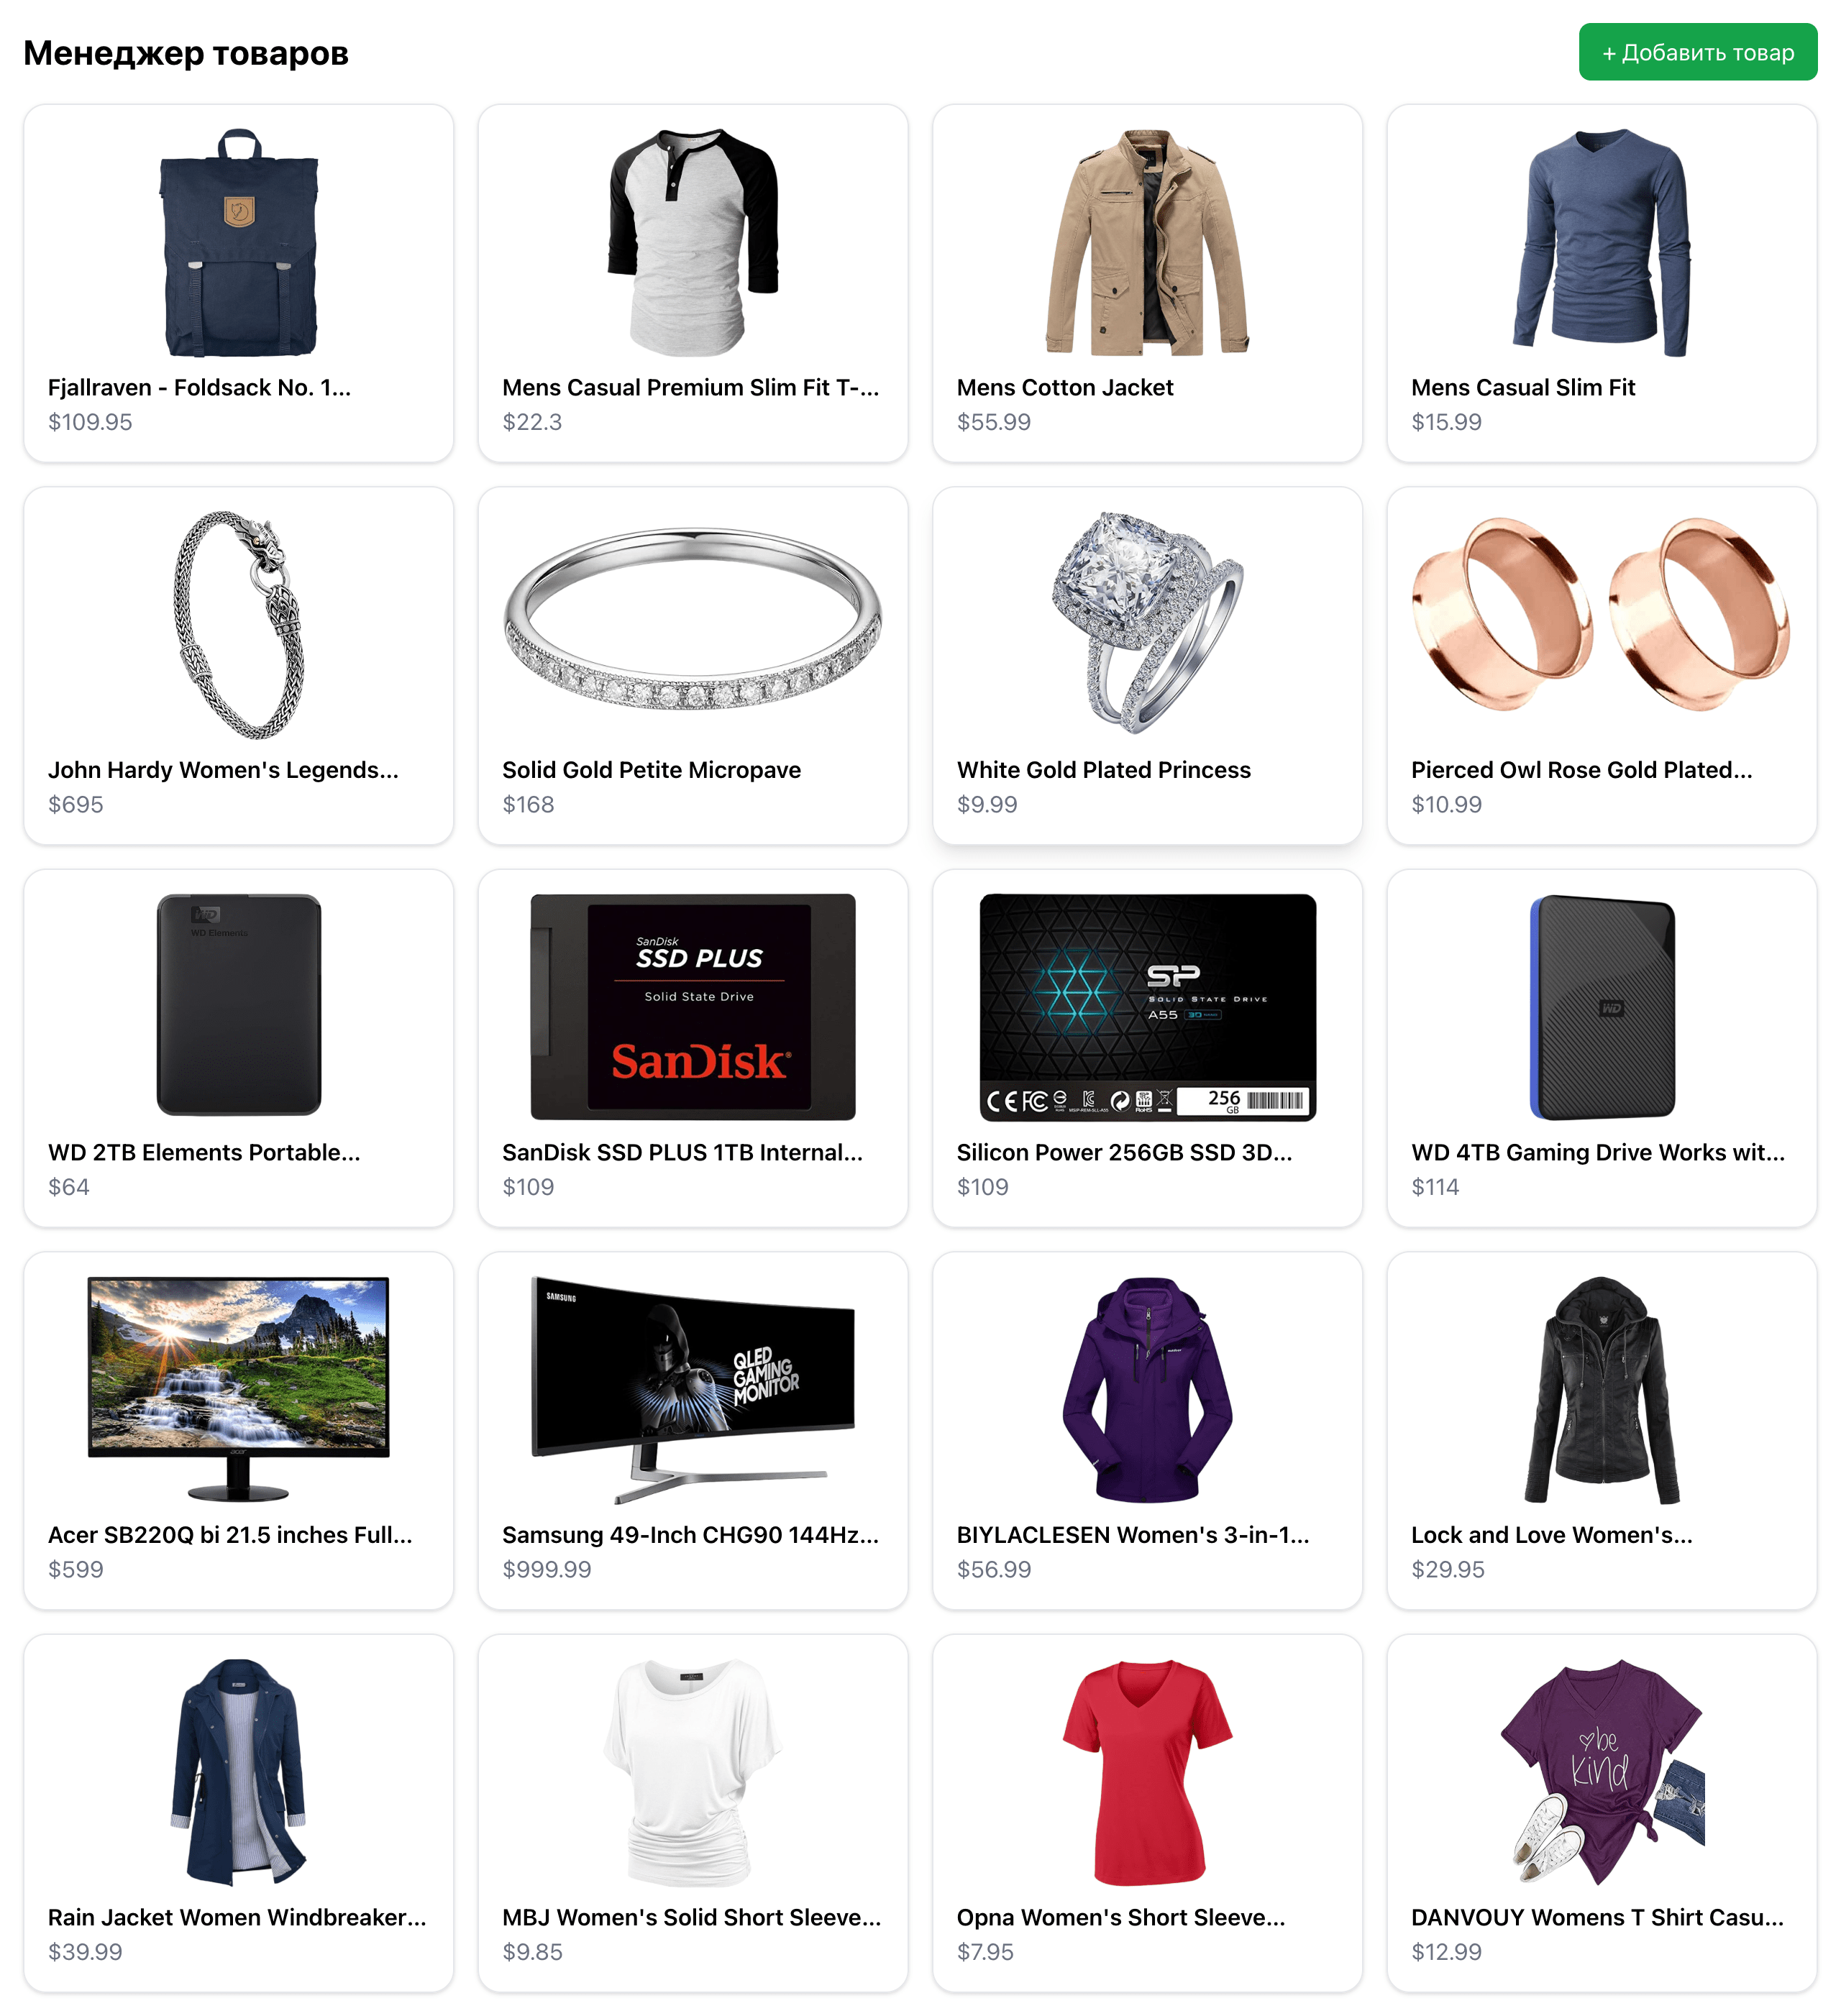 Менеджер товаров
+ Добавить товар
Fjallraven - Foldsack No. 1...
$109.95
Mens Casual Premium Slim Fit T-...
$22.3
Mens Cotton Jacket
$55.99
Mens Casual Slim Fit
$15.99
John Hardy Women's Legends...
$695
Solid Gold Petite Micropave
$168
White Gold Plated Princess
$9.99
Pierced Owl Rose Gold Plated...
$10.99
WD
WD Elements
WD 2TB Elements Portable...
$64
SanDisk
SSD PLUS
Solid State Drive
SanDisk®
SanDisk SSD PLUS 1TB Internal...
$109
SP
SOLID STATE DRIVE
A55 3D NAND
CE FC
RoHS
256
GB
Silicon Power 256GB SSD 3D...
$109
WD
WD 4TB Gaming Drive Works wit...
$114
acer
Acer SB220Q bi 21.5 inches Full...
$599
SAMSUNG
QLED
GAMING
MONITOR
Samsung 49-Inch CHG90 144Hz...
$999.99
BIYLACLESEN Women's 3-in-1...
$56.99
Lock and Love Women's...
$29.95
Rain Jacket Women Windbreaker...
$39.99
MBJ Women's Solid Short Sleeve...
$9.85
Opna Women's Short Sleeve...
$7.95
be
kind
DANVOUY Womens T Shirt Casu...
$12.99